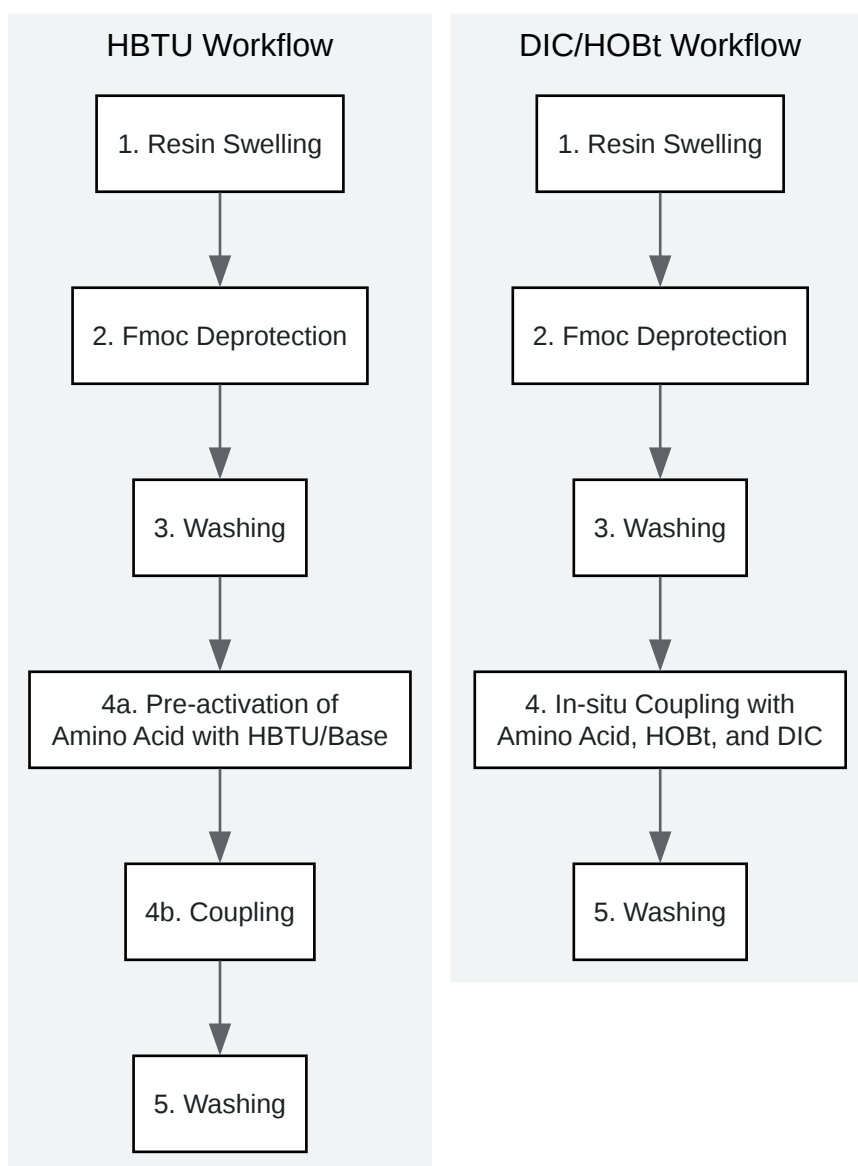 HBTU Workflow
1. Resin Swelling
2. Fmoc Deprotection
3. Washing
4a. Pre-activation of
Amino Acid with HBTU/Base
4b. Coupling
5. Washing
DIC/HOBt Workflow
1. Resin Swelling
2. Fmoc Deprotection
3. Washing
4. In-situ Coupling with
Amino Acid, HOBt, and DIC
5. Washing